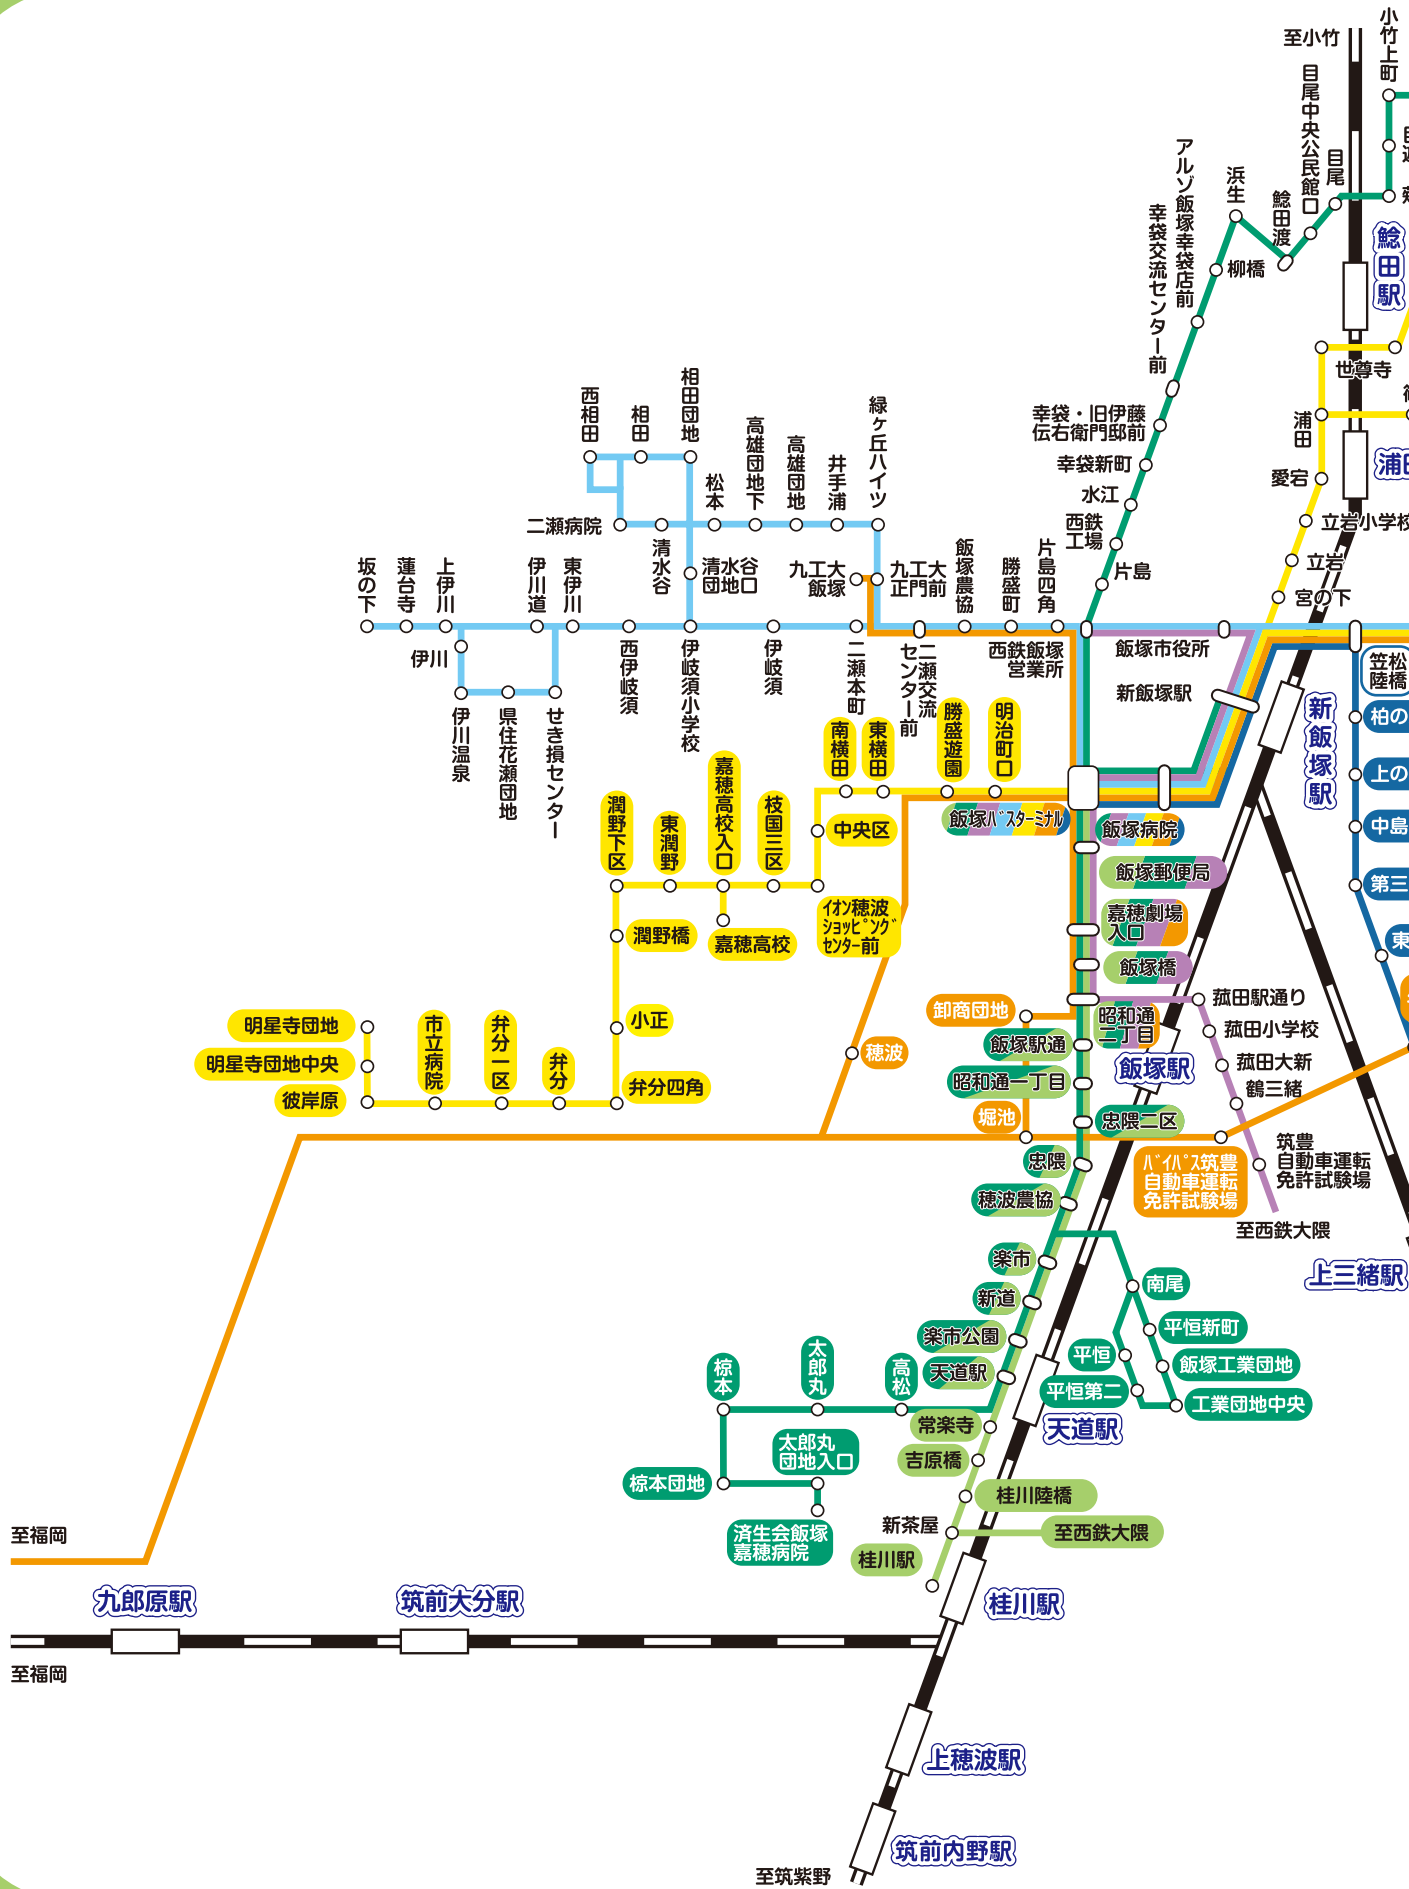 至小竹
小竹上町
目尾中央公民館口
目尾
鯰田渡
浜生
柳橋
アルゾ飯塚幸袋店前
幸袋交流センター前
幸袋・旧伊藤
伝右衛門邸前
幸袋新町
水江
西鉄
工場
片島
鯰田駅
世尊寺
浦田
愛宕
立岩小学校
立岩
宮の下
西相田
相田
相田団地
松本
高雄団地下
高雄団地
井手浦
緑ヶ丘ハイツ
二瀬病院
清水谷
清水谷
団地口
九工大
飯塚
九工大
正門前
飯塚農協
勝盛町
片島四角
坂の下
蓮台寺
上伊川
伊川道
東伊川
伊川
伊川温泉
県住花瀬団地
せき損センター
西伊岐須
伊岐須小学校
伊岐須
二瀬本町
二瀬交流
センター前
西鉄飯塚
営業所
飯塚市役所
新飯塚駅
新飯塚駅
笠松
陸橋
柏の
上の
中島
第三
東
南横田
東横田
勝盛遊園
明治町口
飯塚ﾊﾞｽﾀｰﾐﾅﾙ
飯塚病院
飯塚郵便局
嘉穂劇場
入口
飯塚橋
昭和通
二丁目
潤野下区
東潤野
嘉穂高校入口
枝国三区
中央区
潤野橋
嘉穂高校
ｲｵﾝ穂波
ｼｮｯﾋﾟﾝｸﾞ
ｾﾝﾀｰ前
小正
明星寺団地
明星寺団地中央
彼岸原
市立病院
弁分一区
弁分
弁分四角
穂波
卸商団地
飯塚駅通
昭和通一丁目
堀池
忠隈二区
忠隈
穂波農協
飯塚駅
菰田駅通り
菰田小学校
菰田大新
鶴三緒
筑豊
自動車運転
免許試験場
ﾊﾞｲﾊﾟｽ筑豊
自動車運転
免許試験場
至西鉄大隈
上三緒駅
楽市
新道
楽市公園
天道駅
南尾
平恒新町
平恒
飯塚工業団地
平恒第二
工業団地中央
天道駅
椋本
太郎丸
高松
太郎丸
団地入口
椋本団地
済生会飯塚
嘉穂病院
常楽寺
吉原橋
桂川陸橋
新茶屋
至西鉄大隈
桂川駅
至福岡
九郎原駅
筑前大分駅
桂川駅
至福岡
上穂波駅
筑前内野駅
至筑紫野